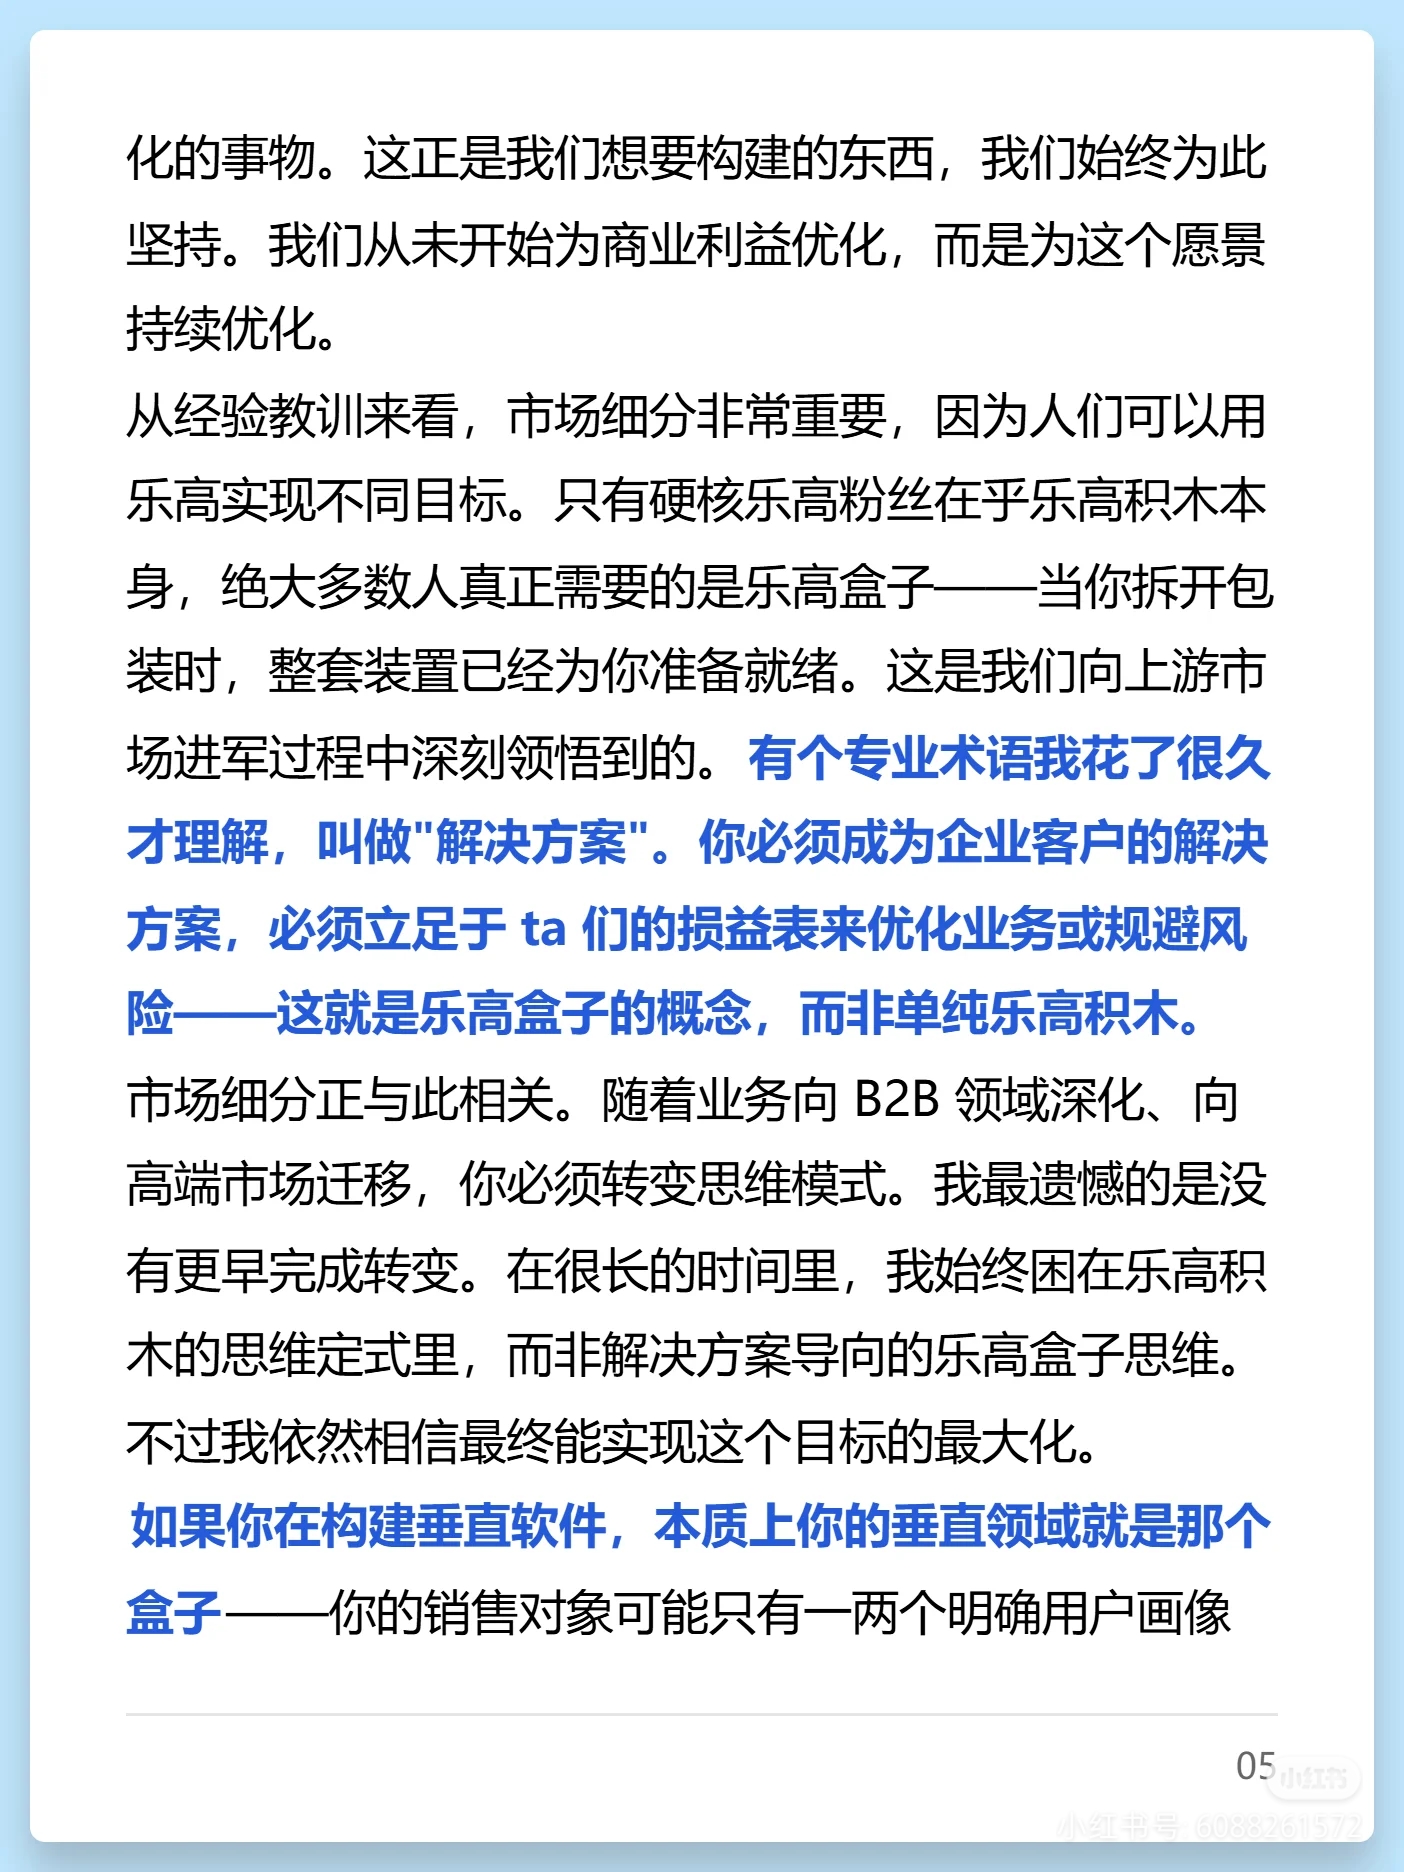 化的事物。这正是我们想要构建的东西，我们始终为此
坚持。我们从未开始为商业利益优化，而是为这个愿景
持续优化。
从经验教训来看，市场细分非常重要，因为人们可以用
乐高实现不同目标。只有硬核乐高粉丝在乎乐高积木本
身，绝大多数人真正需要的是乐高盒子——当你拆开包
装时，整套装置已经为你准备就绪。这是我们向上游市
场进军过程中深刻领悟到的。有个专业术语我花了很久
才理解，叫做"解决方案"。你必须成为企业客户的解决
方案，必须立足于 ta 们的损益表来优化业务或规避风
险——这就是乐高盒子的概念，而非单纯乐高积木。
市场细分正与此相关。随着业务向 B2B 领域深化、向
高端市场迁移，你必须转变思维模式。我最遗憾的是没
有更早完成转变。在很长的时间里，我始终困在乐高积
木的思维定式里，而非解决方案导向的乐高盒子思维。
不过我依然相信最终能实现这个目标的最大化。
如果你在构建垂直软件，本质上你的垂直领域就是那个
盒子——你的销售对象可能只有一两个明确用户画像
05
小红书
小红书号 6088261572